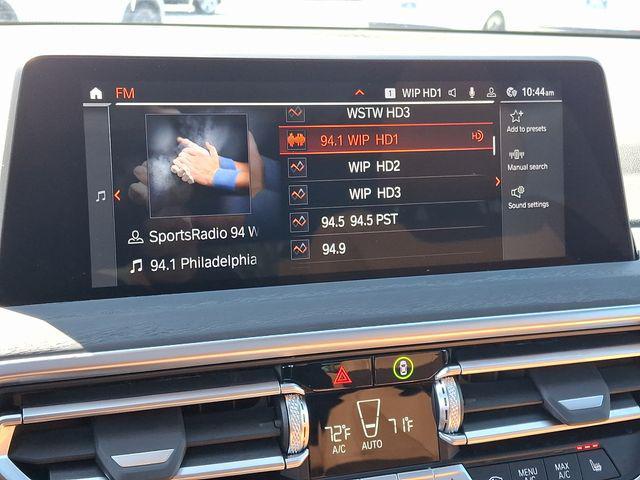 FM
1 WIP HD1
10:44am
WSTW HD3
94.1 WIP HD1
WIP HD2
WIP HD3
94.5 94.5 PST
94.9
SportsRadio 94 W
94.1 Philadelphia
Add to presets
Manual search
Sound settings
72°F
A/C
AUTO
71°F
MENU
A/C
MAX
A/C